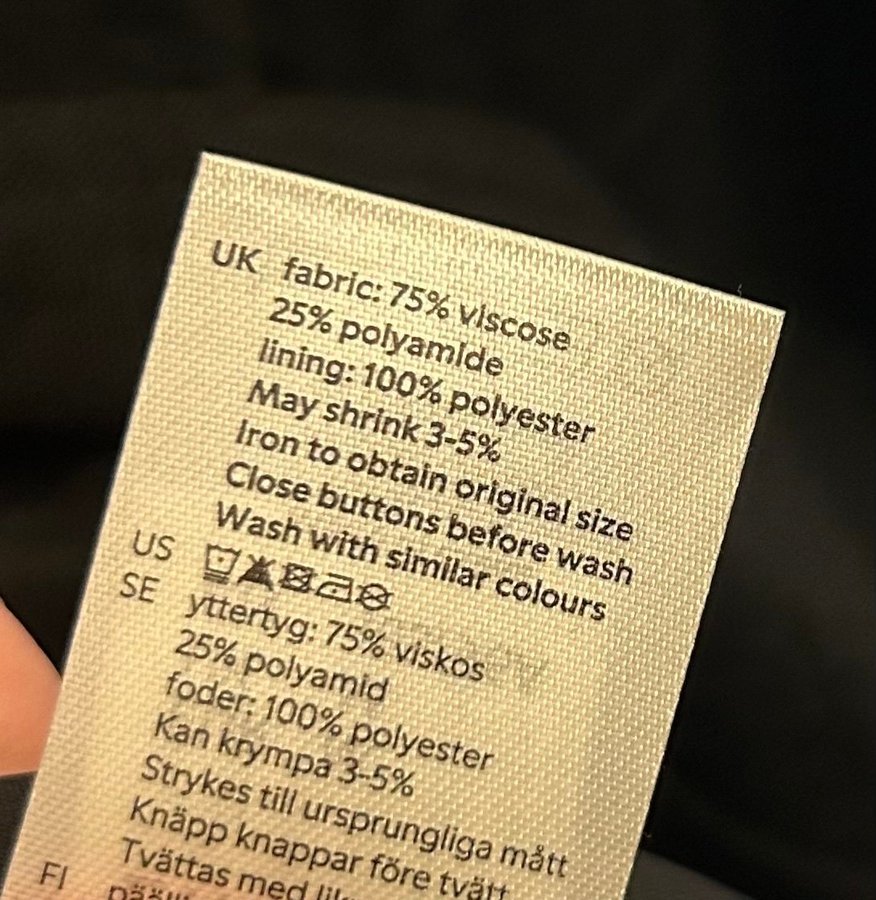 UK fabric: 75% viscose
25% polyamide
lining: 100% polyester
May shrink 3-5%
Iron to obtain original size
Close buttons before wash
Wash with similar colours
US
SE yttertyg: 75% viskos
25% polyamid
foder: 100% polyester
Kan krympa 3-5%
Strykes till ursprungliga mått
Knäpp knappar före tvätt
Tvättas med
FI